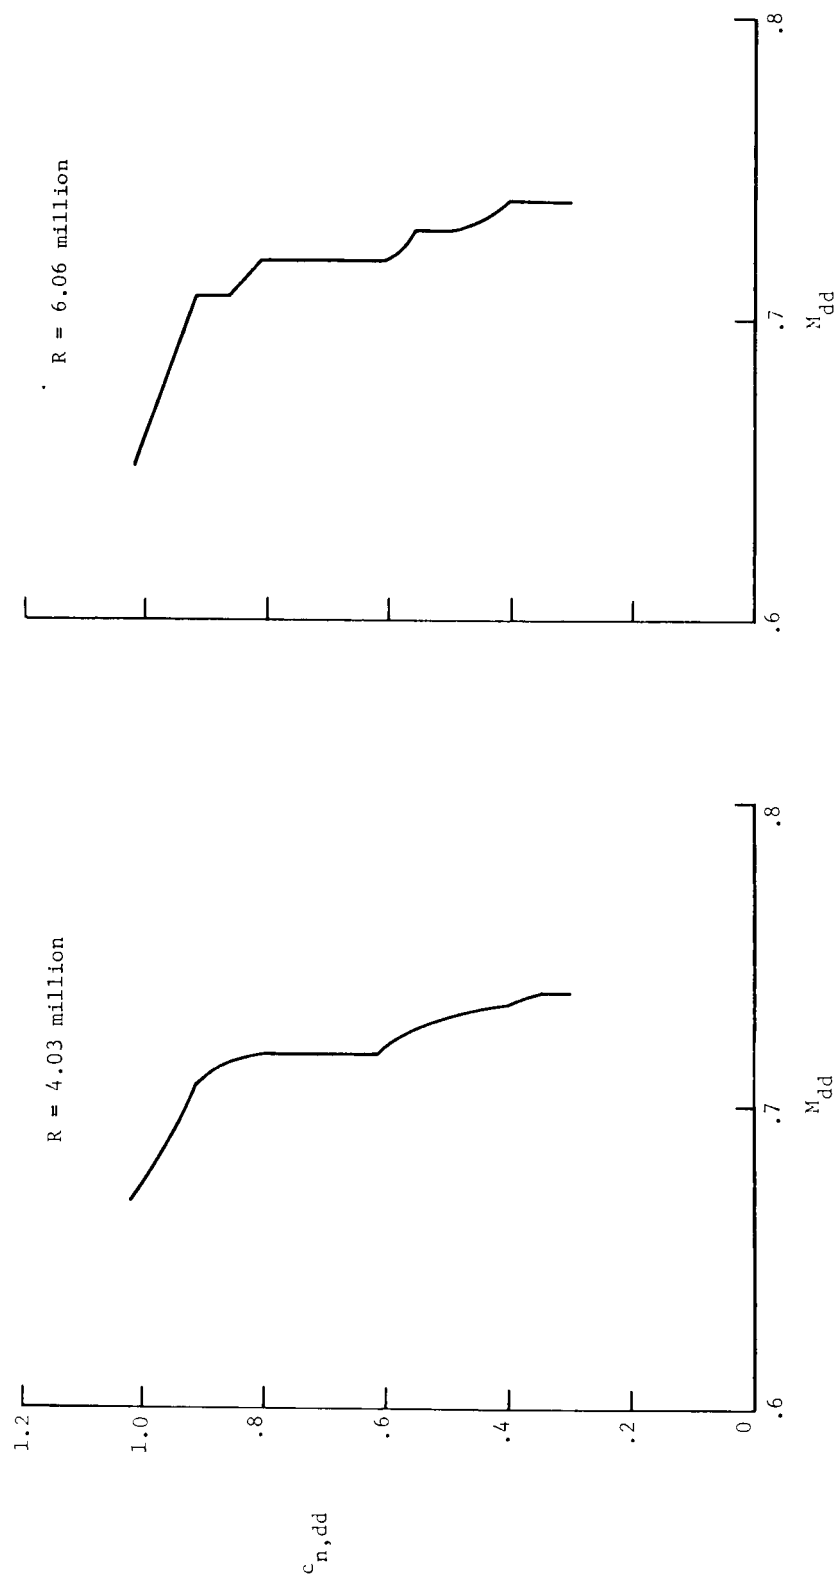 R = 4.03 million
R = 6.06 million
c_n,dd
1.2
1.0
.8
.6
.4
.2
0
.6
.7
.8
M_dd
.6
.7
.8
M_dd